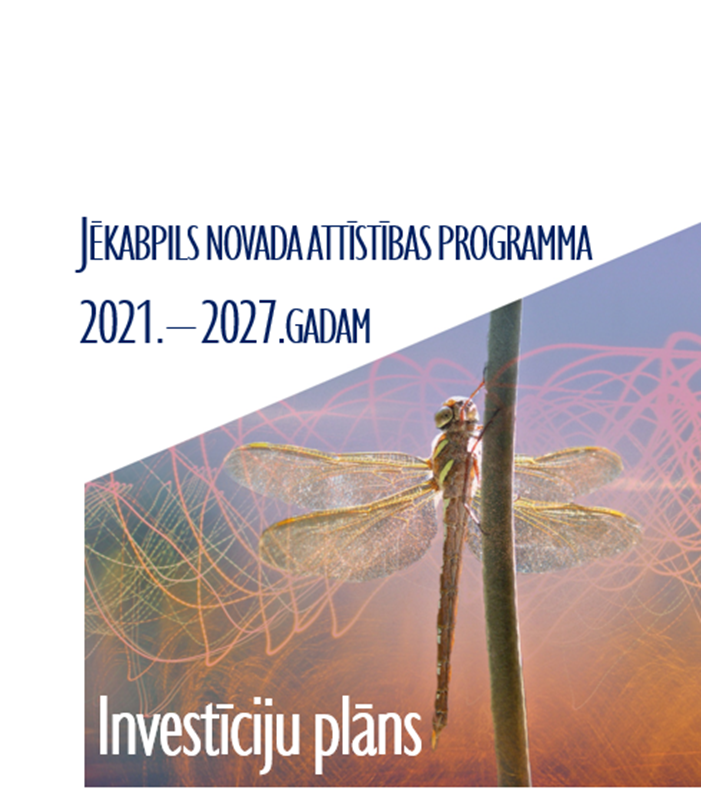 JĒKABPILS NOVADA ATTĪSTĪBAS PROGRAMMA
2021.—2027.GADAM
Investīciju plāns